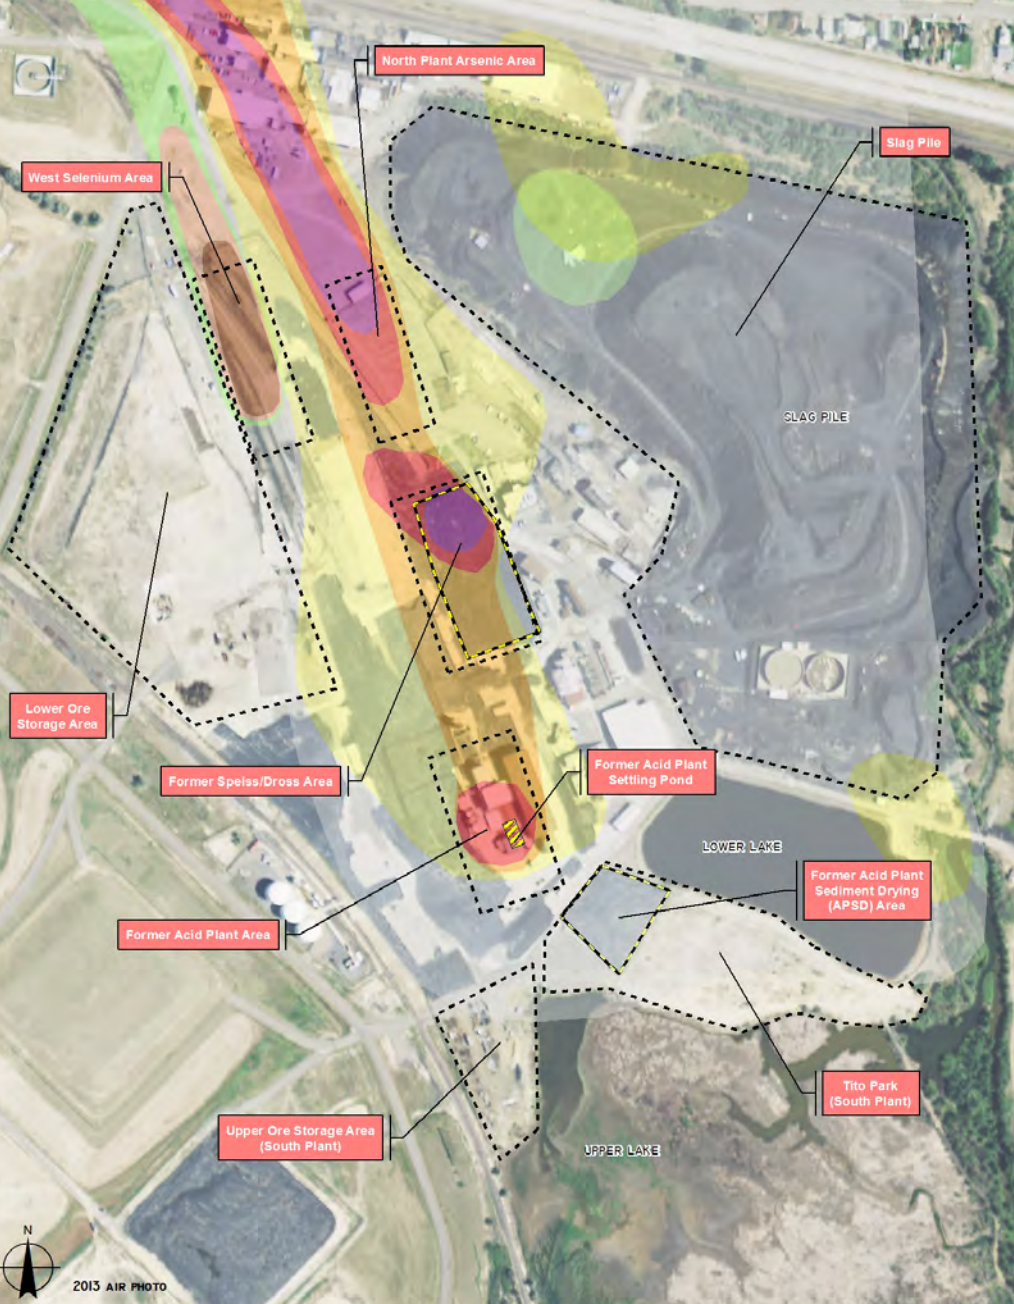 North Plant Arsenic Area
Slag Pile
West Selenium Area
SLAG PILE
Lower Ore
Storage Area
Former Speiss/Dross Area
Former Acid Plant
Settling Pond
LOWER LAKE
Former Acid Plant
Sediment Drying
(APSD) Area
Former Acid Plant Area
Tito Park
(South Plant)
Upper Ore Storage Area
(South Plant)
UPPER LAKE
N
2013 AIR PHOTO